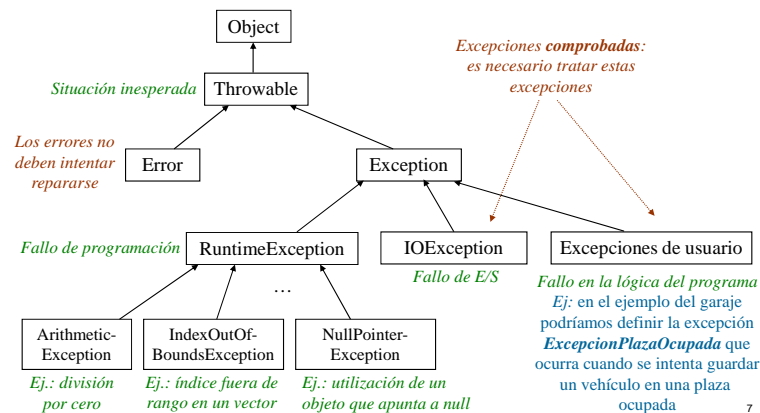 Object
Excepciones comprobadas:
es necesario tratar estas
excepciones
Situación inesperada
Throwable
Los errores no
deben intentar
repararse
Error
Exception
Fallo de programación
RuntimeException
IOException
Excepciones de usuario
Fallo de E/S
Fallo en la lógica del programa
Ej: en el ejemplo del garaje
podríamos definir la excepción
ExcepcionPlazaOcupada que
ocurra cuando se intenta guardar
un vehículo en una plaza
ocupada
…
Arithmetic-
Exception
IndexOutOf-
BoundsException
NullPointer-
Exception
Ej.: división
por cero
Ej.: índice fuera de
rango en un vector
Ej.: utilización de un
objeto que apunta a null
7